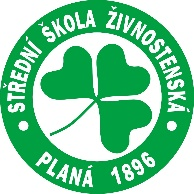 STŘEDNÍ ŠKOLA ŽIVNOSTENSKÁ
PLANÁ 1896